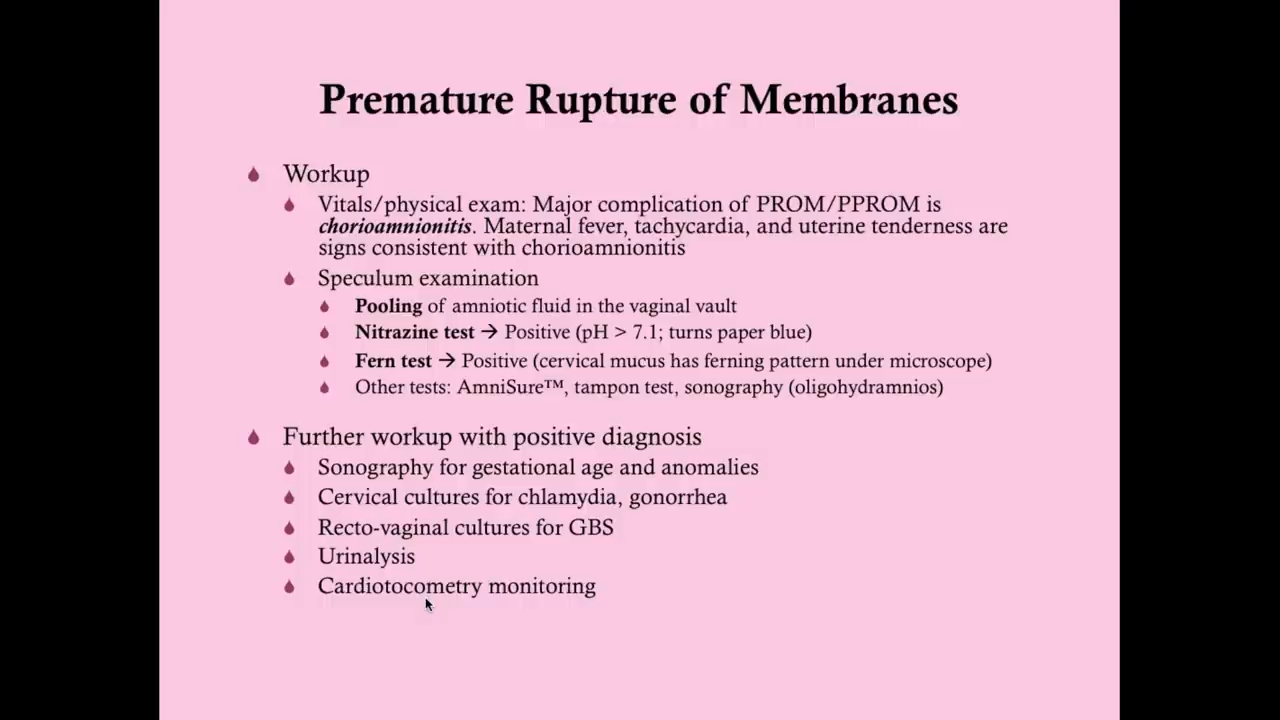 Premature Rupture of Membranes
Workup
Vitals/physical exam: Major complication of PROM/PPROM is
chorioamnionitis. Maternal fever, tachycardia, and uterine tenderness are
signs consistent with chorioamnionitis
Speculum examination
Pooling of amniotic fluid in the vaginal vault
Nitrazine test → Positive (pH > 7.1; turns paper blue)
Fern test → Positive (cervical mucus has ferning pattern under microscope)
Other tests: AmniSure™, tampon test, sonography (oligohydramnios)
Further workup with positive diagnosis
Sonography for gestational age and anomalies
Cervical cultures for chlamydia, gonorrhea
Recto-vaginal cultures for GBS
Urinalysis
Cardiotocometry monitoring